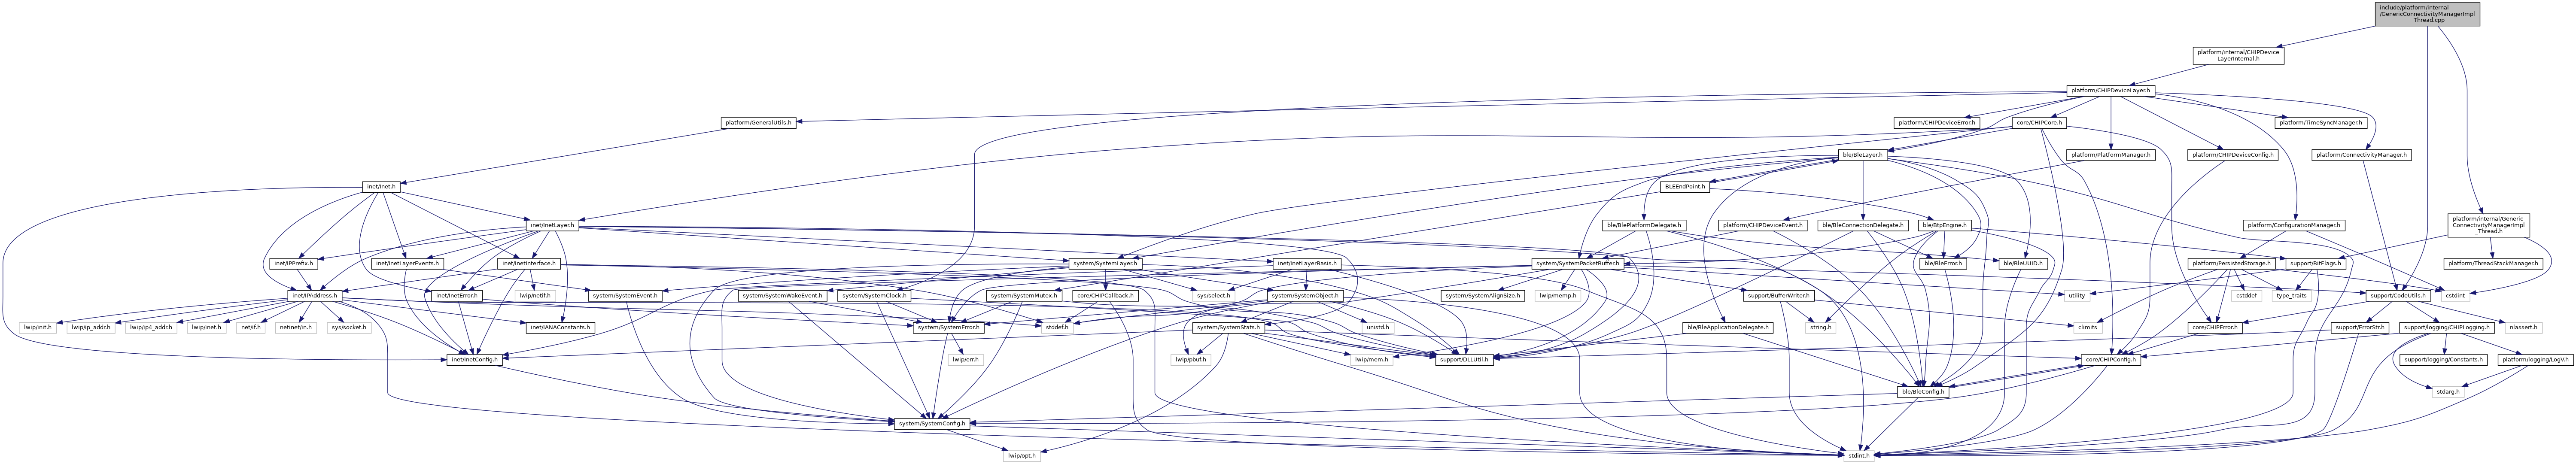 include/platform/internal
/GenericConnectivityManagerImpl
_Thread.cpp
platform/internal/CHIPDevice
LayerInternal.h
platform/CHIPDeviceLayer.h
platform/GeneralUtils.h
platform/CHIPDeviceError.h
core/CHIPCore.h
platform/TimeSyncManager.h
ble/BleLayer.h
platform/PlatformManager.h
platform/CHIPDeviceConfig.h
platform/ConnectivityManager.h
inet/Inet.h
BLEEndPoint.h
inet/InetLayer.h
ble/BlePlatformDelegate.h
platform/CHIPDeviceEvent.h
ble/BleConnectionDelegate.h
ble/BtpEngine.h
platform/ConfigurationManager.h
platform/internal/Generic
ConnectivityManagerImpl
_Thread.h
inet/IPPrefix.h
inet/InetLayerEvents.h
inet/InetInterface.h
system/SystemLayer.h
inet/InetLayerBasis.h
system/SystemPacketBuffer.h
ble/BleError.h
ble/BleUUID.h
platform/PersistedStorage.h
support/BitFlags.h
platform/ThreadStackManager.h
inet/IPAddress.h
inet/InetError.h
lwip/netif.h
system/SystemEvent.h
system/SystemWakeEvent.h
system/SystemClock.h
system/SystemMutex.h
core/CHIPCallback.h
sys/select.h
system/SystemObject.h
system/SystemAlignSize.h
lwip/memp.h
support/BufferWriter.h
utility
cstddef
type_traits
support/CodeUtils.h
cstdint
lwip/init.h
lwip/ip_addr.h
lwip/ip4_addr.h
lwip/inet.h
net/if.h
netinet/in.h
sys/socket.h
inet/IANAConstants.h
system/SystemError.h
stddef.h
system/SystemStats.h
unistd.h
ble/BleApplicationDelegate.h
string.h
climits
core/CHIPError.h
support/ErrorStr.h
support/logging/CHIPLogging.h
nlassert.h
inet/InetConfig.h
lwip/err.h
lwip/pbuf.h
lwip/mem.h
support/DLLUtil.h
core/CHIPConfig.h
support/logging/Constants.h
platform/logging/LogV.h
ble/BleConfig.h
stdarg.h
system/SystemConfig.h
lwip/opt.h
stdint.h